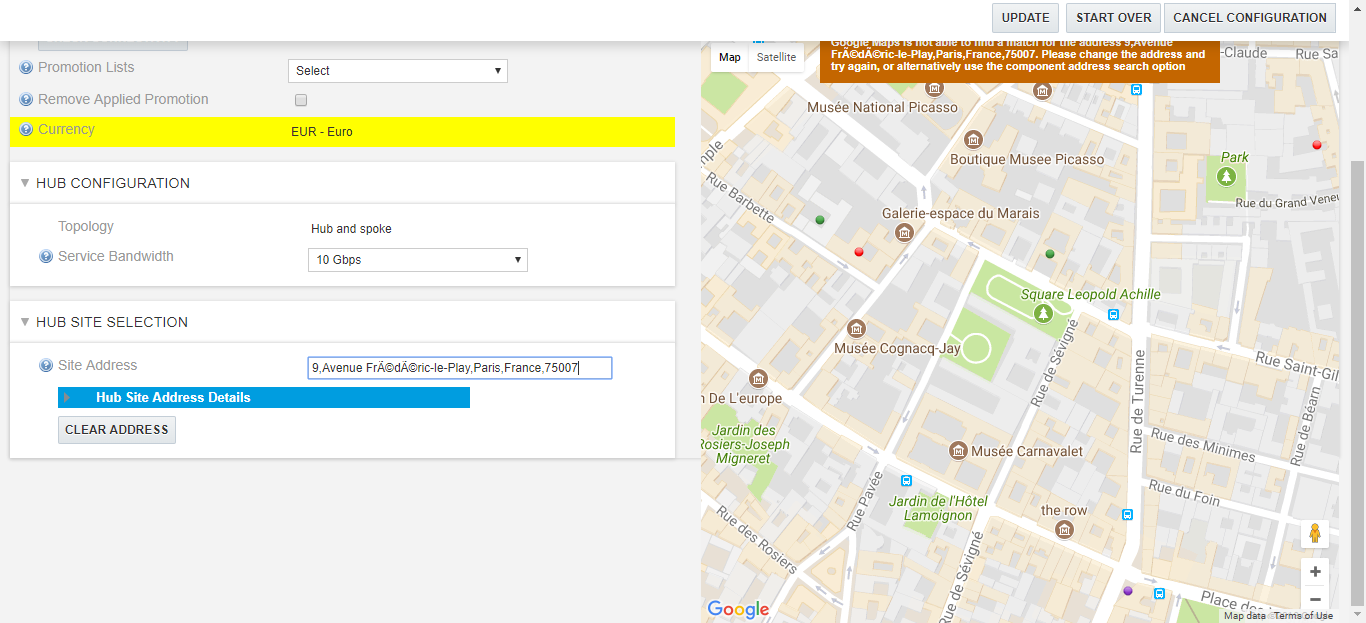 UPDATE
START OVER
CANCEL CONFIGURATION
Promotion Lists
Select
Remove Applied Promotion
Currency
EUR - Euro
HUB CONFIGURATION
Topology
Hub and spoke
Service Bandwidth
10 Gbps
HUB SITE SELECTION
Site Address
9,Avenue FrÃ©dÃ©ric-le-Play,Paris,France,75007
Hub Site Address Details
CLEAR ADDRESS
Map
Satellite
Google Maps is not able to find a match for the address 9,Avenue
FrÃ©dÃ©ric-le-Play,Paris,France,75007. Please change the address and
try again, or alternatively use the component address search option
-Claude
Rue Sa
Musée National Picasso
Boutique Musee Picasso
Park
Rue du Grand Veneu
mple
Rue Barbette
Galerie-espace du Marais
Square Leopold Achille
Musée Cognacq-Jay
Rue de Sévigné
Rue de Turenne
Rue Saint-Gil
n De L'europe
Jardin des
Rosiers-Joseph
Migneret
Rue de Béarn
Rue des Minimes
Musée Carnavalet
Rue du Foin
Rue Pavée
Jardin de l'Hôtel
Lamoignon
the row
Rue des Rosiers
Rue de Sévigné
Place des
Google
Map data
Terms of Use